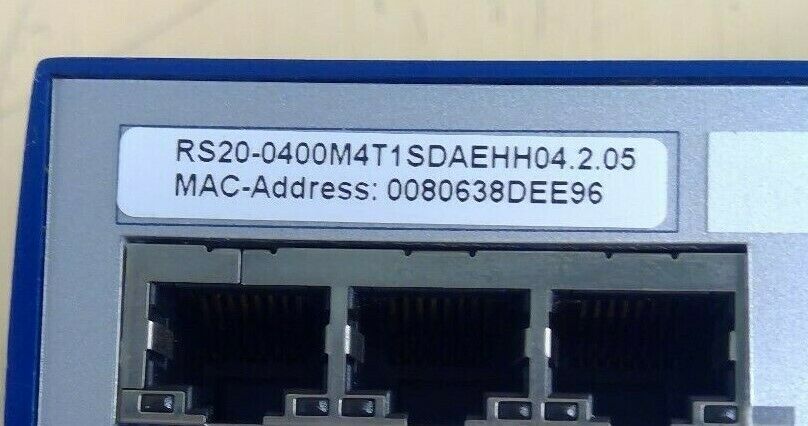 RS20-0400M4T1SDAEHH04.2.05
MAC-Address: 0080638DEE96